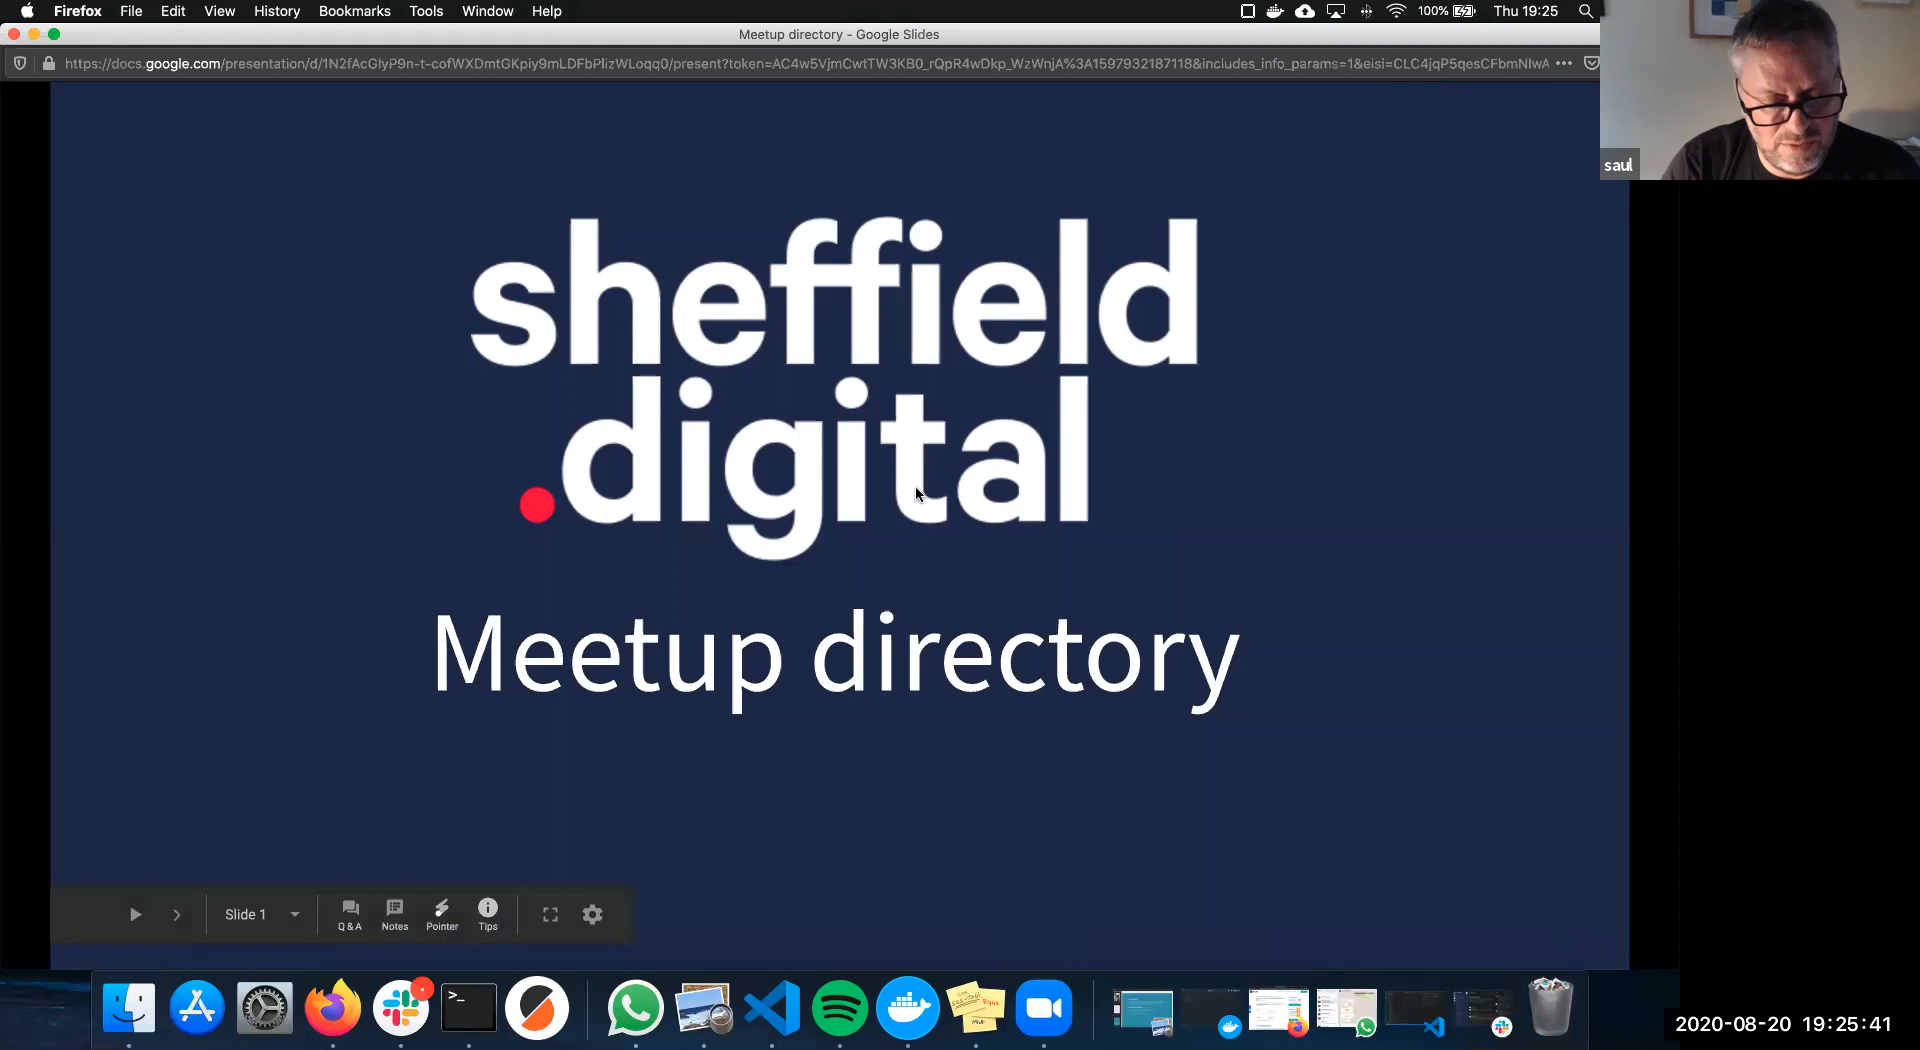 Firefox File Edit View History Bookmarks Tools Window Help 100% Thu 19:25
Meetup directory - Google Slides
https://docs.google.com/presentation/d/1N2fAcGlyP9n-t-cofWXDmtGKpiy9mLDFbPlizWLoqq0/present?token=AC4w5VjmCwtTW3KB0_rQpR4wDkp_WzWnjA%3A1597932187118&includes_info_params=1&eisi=CLC4jqP5qesCFbmNIwA
saul
sheffield
.digital
Meetup directory
Slide 1 Q & A Notes Pointer Tips
2020-08-20 19:25:41